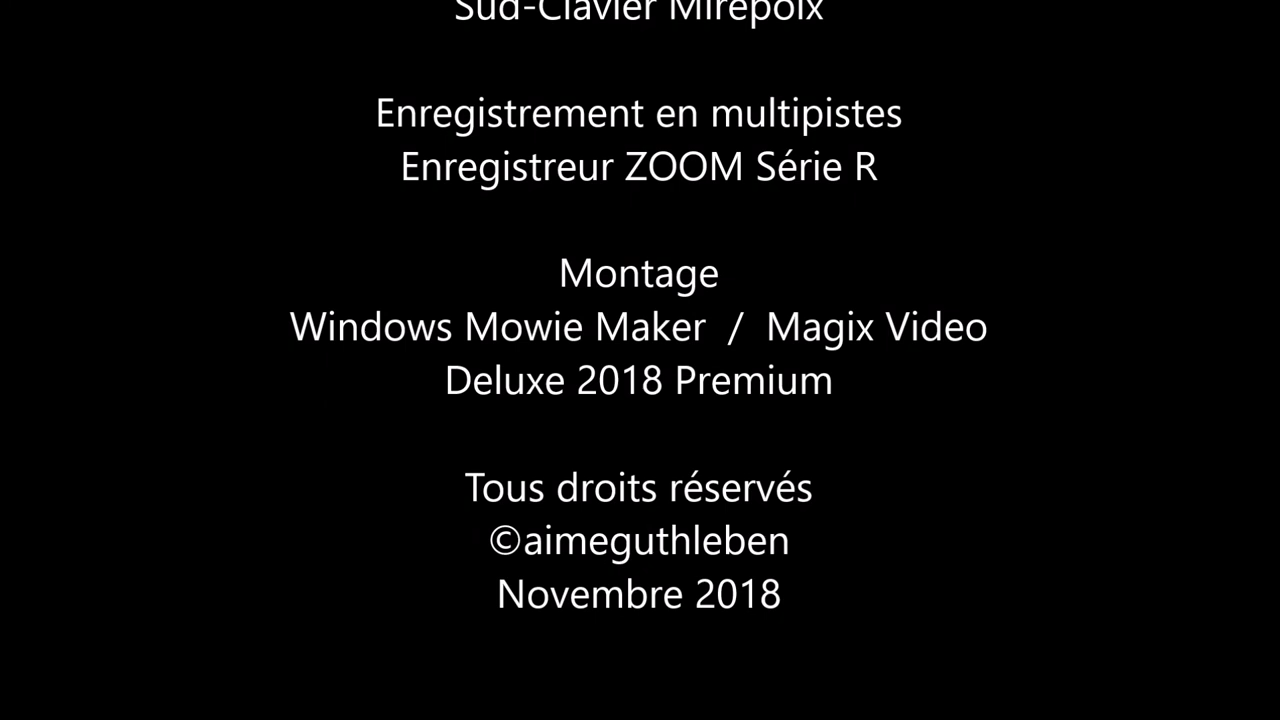 Sud-Clavier Mirepoix
Enregistrement en multipistes
Enregistreur ZOOM Série R
Montage
Windows Mowie Maker / Magix Video
Deluxe 2018 Premium
Tous droits réservés
©aimeguthleben
Novembre 2018